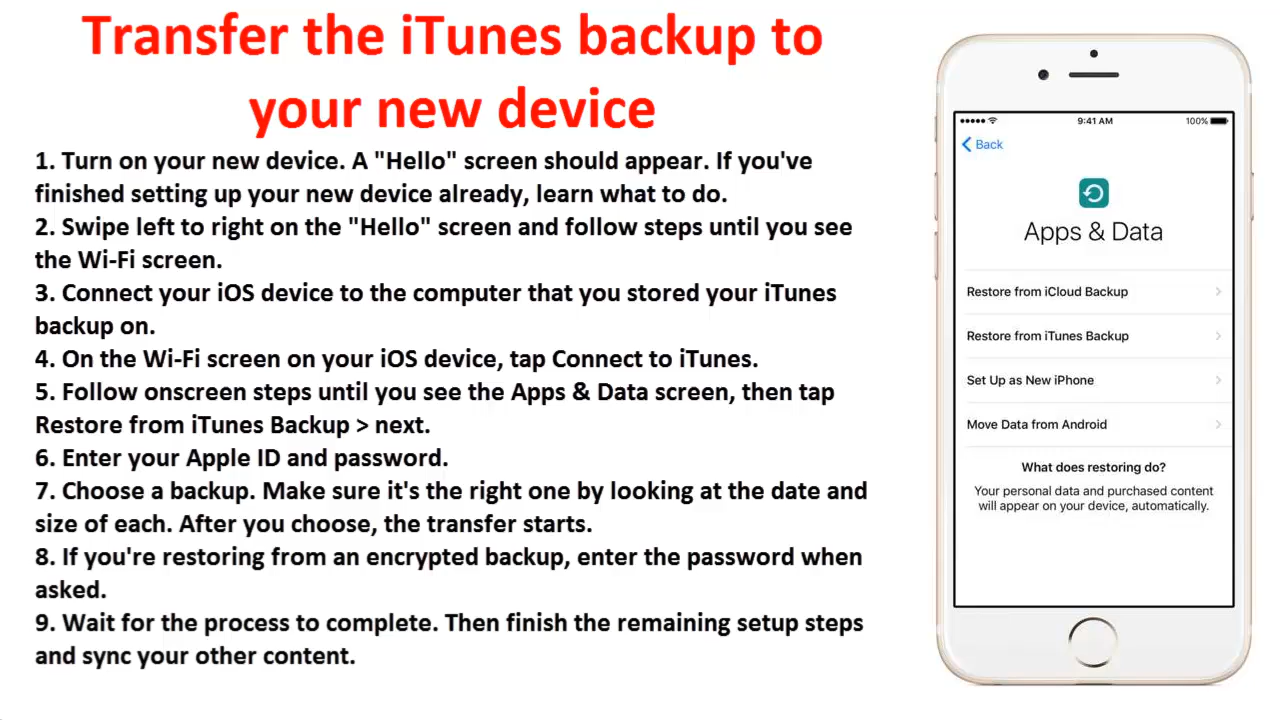 Transfer the iTunes backup to
your new device
1. Turn on your new device. A "Hello" screen should appear. If you've
finished setting up your new device already, learn what to do.
2. Swipe left to right on the "Hello" screen and follow steps until you see
the Wi-Fi screen.
3. Connect your iOS device to the computer that you stored your iTunes
backup on.
4. On the Wi-Fi screen on your iOS device, tap Connect to iTunes.
5. Follow onscreen steps until you see the Apps & Data screen, then tap
Restore from iTunes Backup > next.
6. Enter your Apple ID and password.
7. Choose a backup. Make sure it's the right one by looking at the date and
size of each. After you choose, the transfer starts.
8. If you're restoring from an encrypted backup, enter the password when
asked.
9. Wait for the process to complete. Then finish the remaining setup steps
and sync your other content.
9:41 AM 100%
Back
Apps & Data
Restore from iCloud Backup
Restore from iTunes Backup
Set Up as New iPhone
Move Data from Android
What does restoring do?
Your personal data and purchased content
will appear on your device, automatically.